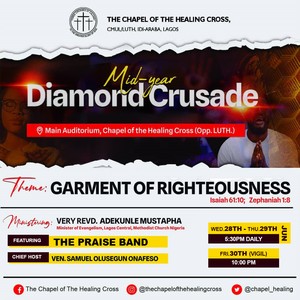 THE CHAPEL OF THE HEALING CROSS,
CMUL/LUTH, IDI-ARABA, LAGOS
Mid-year
Diamond Crusade
Main Auditorium, Chapel of the Healing Cross (Opp. LUTH.)
Theme: GARMENT OF RIGHTEOUSNESS
Isaiah 61:10; Zephaniah 1:8
Ministering: VERY REVD. ADEKUNLE MUSTAPHA
Minister of Evangelism, Lagos Central, Methodist Church Nigeria
FEATURING THE PRAISE BAND
CHIEF HOST VEN. SAMUEL OLUSEGUN ONAFESO
WED. 28TH - THU. 29TH JUN
5:30PM DAILY
FRI. 30TH (VIGIL)
10:00 PM
The Chapel of The Healing Cross
@thechapelofthehealingcross
@chapelofthehealing